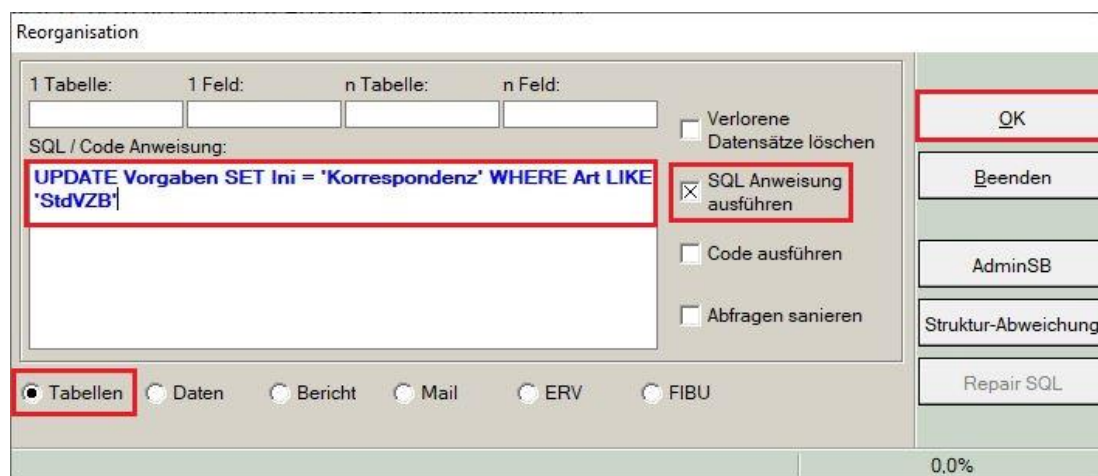 Reorganisation
1 Tabelle: 1 Feld: n Tabelle: n Feld:
SQL / Code Anweisung:
UPDATE Vorgaben SET Ini = 'Korrespondenz' WHERE Art LIKE
'StdVZB'
Verlorene
Datensätze löschen
SQL Anweisung
ausführen
Code ausführen
Abfragen sanieren
Tabellen Daten Bericht Mail ERV FIBU
OK
Beenden
AdminSB
Struktur-Abweichung
Repair SQL
0,0%